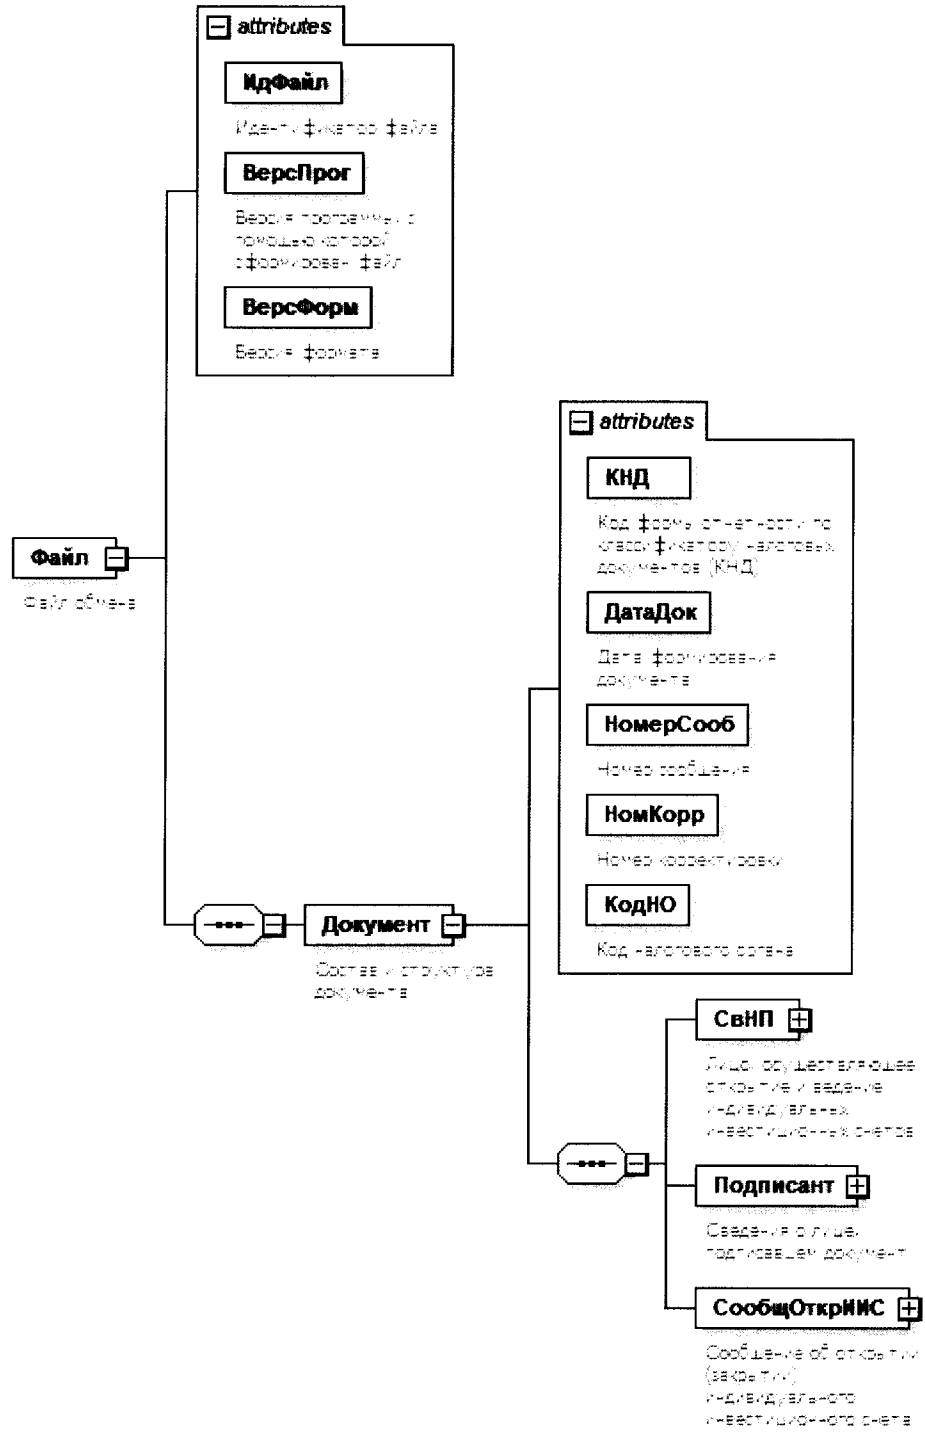 attributes
ИдФайл
Идентификатор файла
ВерсПрог
Версия программы, с
помощью которой
сформирован файл
ВерсФорм
Версия формата
attributes
КНД
Код формы отчетности по
классификатору налоговых
документов (КНД)
ДатаДок
Дата формирования
документа
НомерСооб
Номер сообщения
НомКорр
Номер корректировки
КодНО
Код налогового органа
Файл
Файл обмена
Документ
Состав и структура
документа
СвНП
Лицо, осуществляющее
открытие и ведение
индивидуальных
инвестиционных счетов
Подписант
Сведения о лице,
подписавшем документ
СообщОткрИИС
Сообщение об открытии
(закрытии)
индивидуального
инвестиционного счета